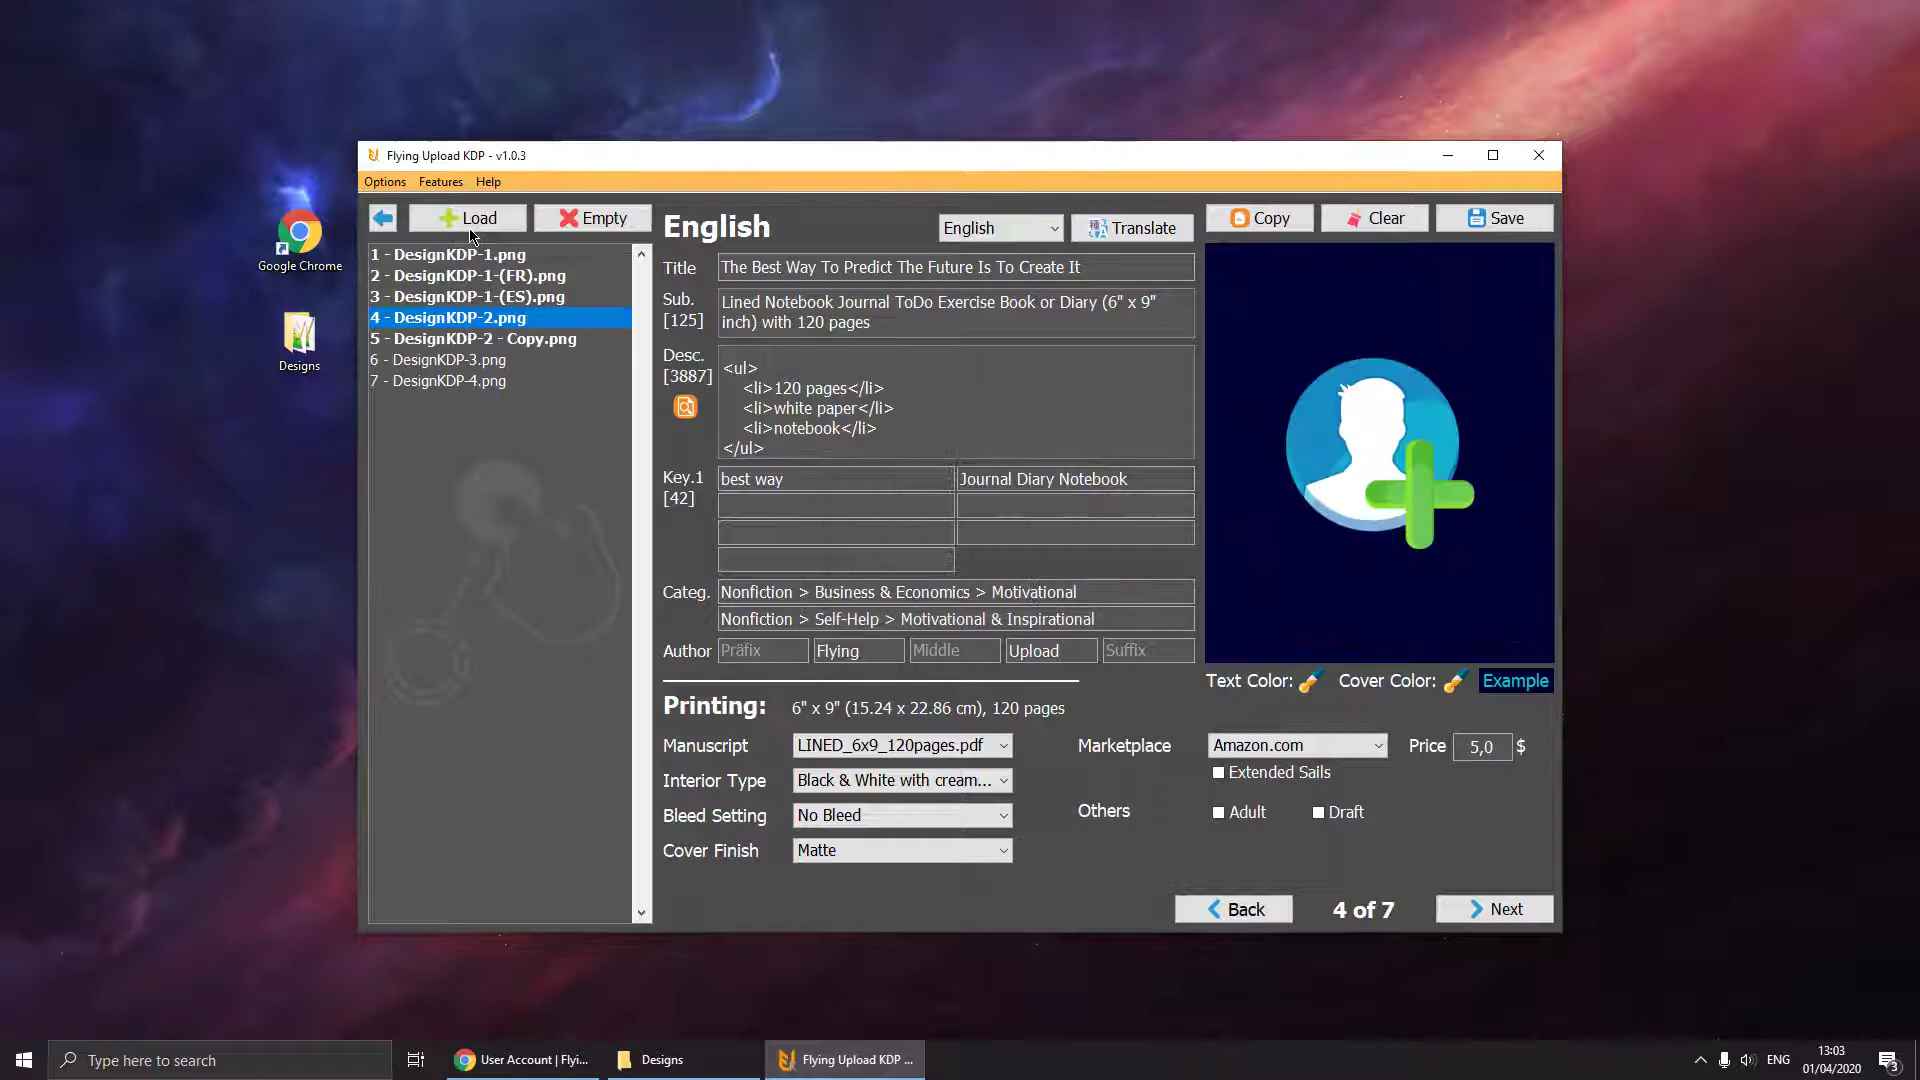 Google Chrome
Designs
Flying Upload KDP - v1.0.3
Options Features Help
Load Empty
1 - DesignKDP-1.png
2 - DesignKDP-1-(FR).png
3 - DesignKDP-1-(ES).png
4 - DesignKDP-2.png
5 - DesignKDP-2 - Copy.png
6 - DesignKDP-3.png
7 - DesignKDP-4.png
English English Translate
Title The Best Way To Predict The Future Is To Create It
Sub. [125] Lined Notebook Journal ToDo Exercise Book or Diary (6" x 9"
inch) with 120 pages
Desc. [3887]
<ul>
<li>120 pages</li>
<li>white paper</li>
<li>notebook</li>
</ul>
Key.1 [42] best way Journal Diary Notebook
Categ. Nonfiction > Business & Economics > Motivational
Nonfiction > Self-Help > Motivational & Inspirational
Author Präfix Flying Middle Upload Suffix
Copy Clear Save
Text Color: Cover Color: Example
Printing: 6" x 9" (15.24 x 22.86 cm), 120 pages
Manuscript LINED_6x9_120pages.pdf
Interior Type Black & White with cream...
Bleed Setting No Bleed
Cover Finish Matte
Marketplace Amazon.com Price 5,0 $
Extended Sails
Others Adult Draft
Back 4 of 7 Next
Type here to search
User Account | Flyi...
Designs
Flying Upload KDP ...
ENG
13:03
01/04/2020
3